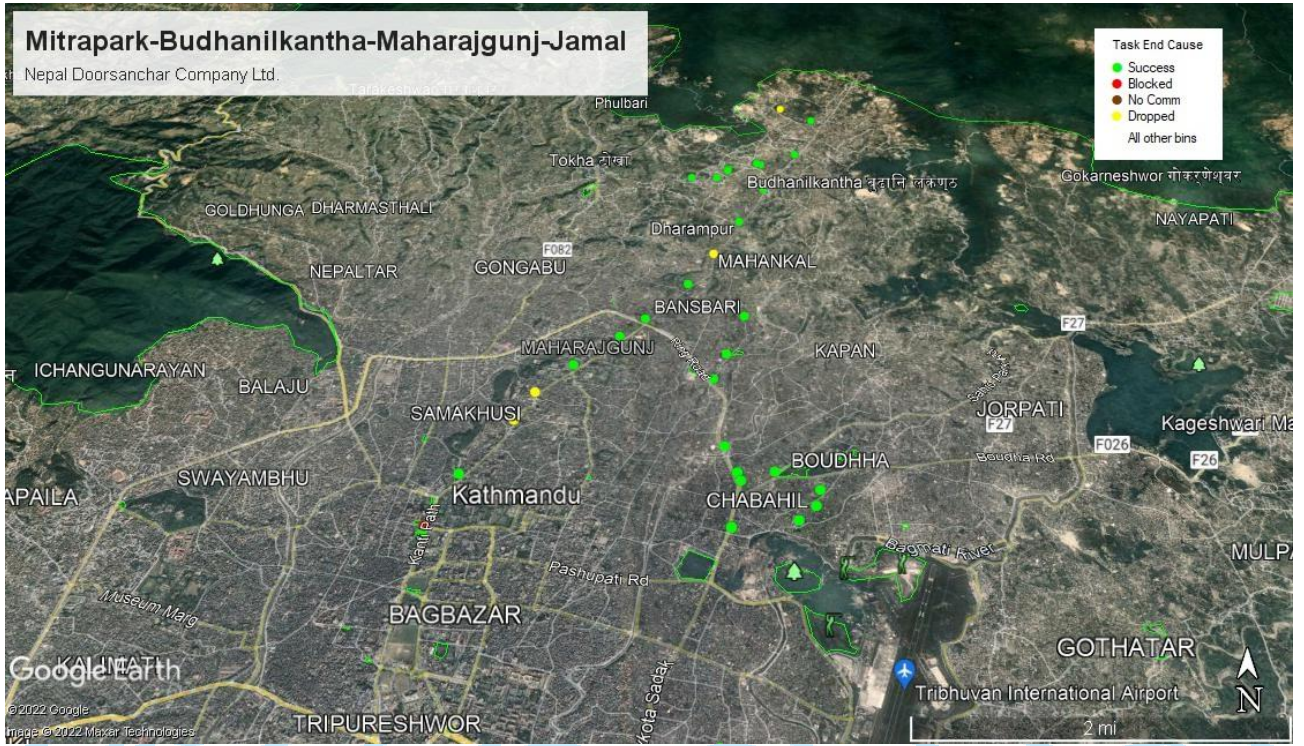 Mitrapark-Budhanilkantha-Maharajgunj-Jamal
Nepal Doorsanchar Company Ltd.
Task End Cause
Success
Blocked
No Comm
Dropped
All other bins
Phulbari
Tokha टोखा
Budhanilkantha
Gokarneshwor गोकर्णेश्वर
GOLDHUNGA
DHARMASTHALI
NAYAPATI
Dharampur
F082
MAHANKAL
NEPALTAR
GONGABU
BANSBARI
F27
MAHARAJGUNJ
Ring Road
KAPAN
ICHANGUNARAYAN
BALAJU
SAMAKHUSI
JORPATI
F27
Kageshwari Ma
F026
F26
BOUDHHA
Boudha Rd
SWAYAMBHU
APAILA
Kathmandu
CHABAHIL
Kanti Path
Bagmati River
MULPA
Pashupati Rd
Museum Marg
BAGBAZAR
GOTHATAR
KALIMATI
Google Earth
kota Sadak
Tribhuvan International Airport
N
©2022 Google
Image © 2022 Maxar Technologies
TRIPURESHWOR
2 mi